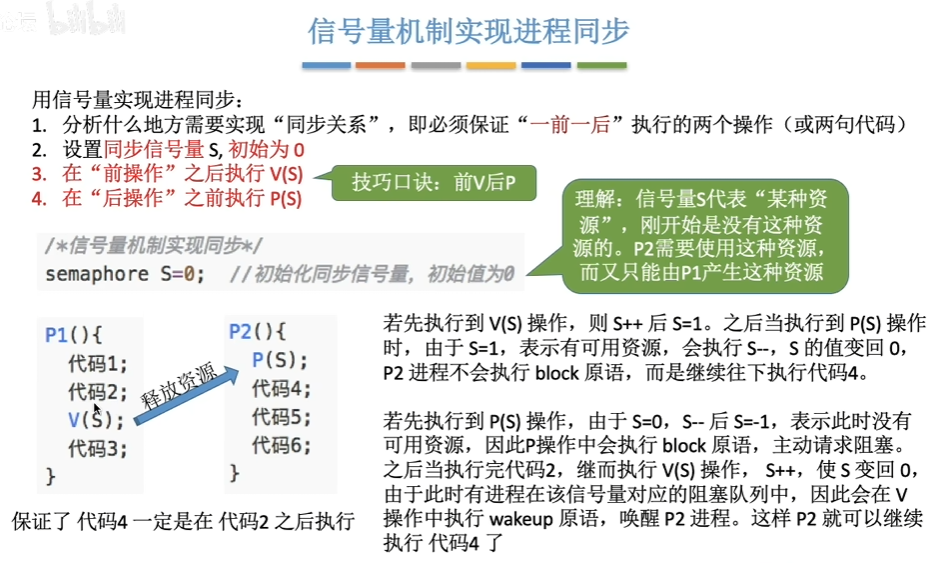 bilibili
信号量机制实现进程同步
用信号量实现进程同步：
1. 分析什么地方需要实现“同步关系”，即必须保证“一前一后”执行的两个操作（或两句代码）
2. 设置同步信号量 S, 初始为 0
3. 在“前操作”之后执行 V(S)
4. 在“后操作”之前执行 P(S)
技巧口诀：前V后P
理解：信号量S代表“某种资
源”，刚开始是没有这种资
源的。P2需要使用这种资源，
而又只能由P1产生这种资源
/*信号量机制实现同步*/
semaphore S=0; //初始化同步信号量，初始值为0
P1(){
代码1;
代码2;
V(S);
代码3;
}
释放资源
P2(){
P(S);
代码4;
代码5;
代码6;
}
保证了 代码4 一定是在 代码2 之后执行
若先执行到 V(S) 操作，则 S++ 后 S=1。之后当执行到 P(S) 操作
时，由于 S=1，表示有可用资源，会执行 S--，S 的值变回 0，
P2 进程不会执行 block 原语，而是继续往下执行代码4。
若先执行到 P(S) 操作，由于 S=0，S-- 后 S=-1，表示此时没有
可用资源，因此P操作中会执行 block 原语，主动请求阻塞。
之后当执行完代码2，继而执行 V(S) 操作， S++，使 S 变回 0，
由于此时有进程在该信号量对应的阻塞队列中，因此会在 V
操作中执行 wakeup 原语，唤醒 P2 进程。这样 P2 就可以继续
执行 代码4 了